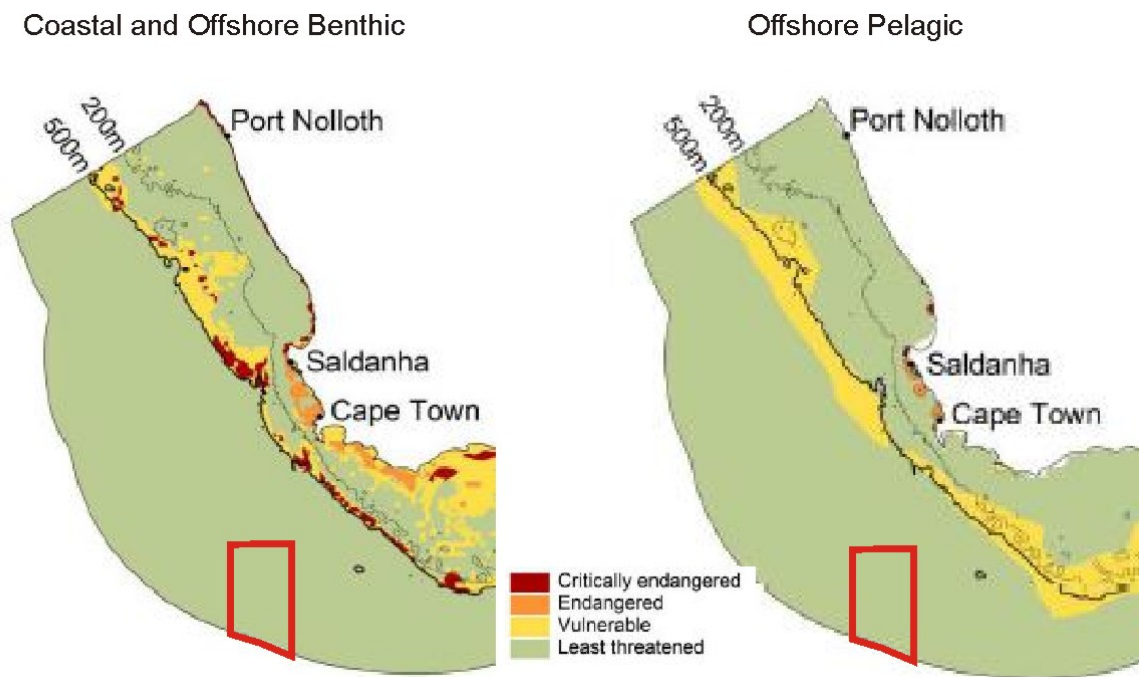 Coastal and Offshore Benthic
Offshore Pelagic
200m
500m
Port Nolloth
Saldanha
Cape Town
200m
500m
Port Nolloth
Saldanha
Cape Town
Critically endangered
Endangered
Vulnerable
Least threatened